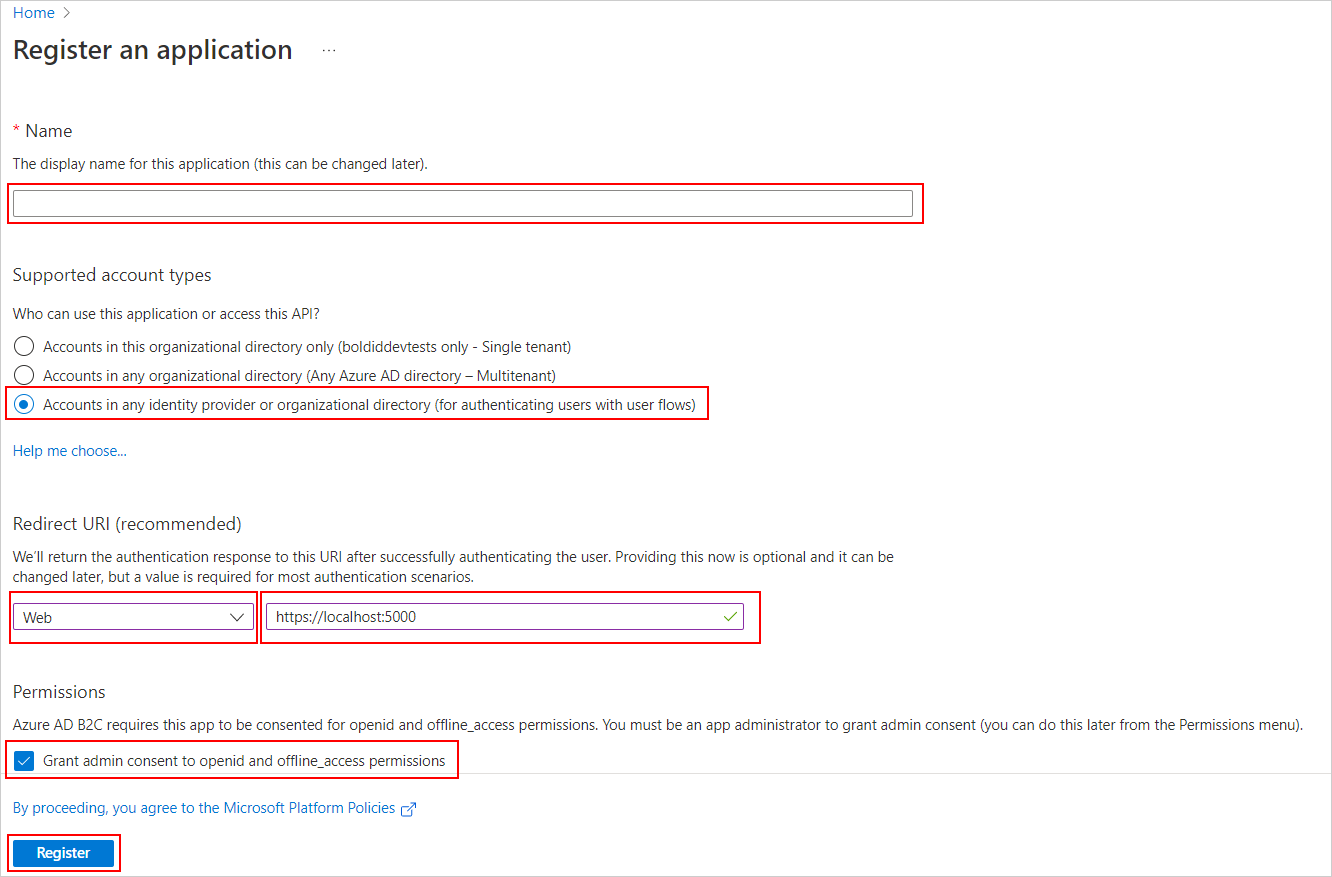 Home >
Register an application ...
* Name
The display name for this application (this can be changed later).
Supported account types
Who can use this application or access this API?
Accounts in this organizational directory only (boldiddevtests only - Single tenant)
Accounts in any organizational directory (Any Azure AD directory – Multitenant)
Accounts in any identity provider or organizational directory (for authenticating users with user flows)
Help me choose...
Redirect URI (recommended)
We’ll return the authentication response to this URI after successfully authenticating the user. Providing this now is optional and it can be
changed later, but a value is required for most authentication scenarios.
Web https://localhost:5000
Permissions
Azure AD B2C requires this app to be consented for openid and offline_access permissions. You must be an app administrator to grant admin consent (you can do this later from the Permissions menu).
Grant admin consent to openid and offline_access permissions
By proceeding, you agree to the Microsoft Platform Policies
Register